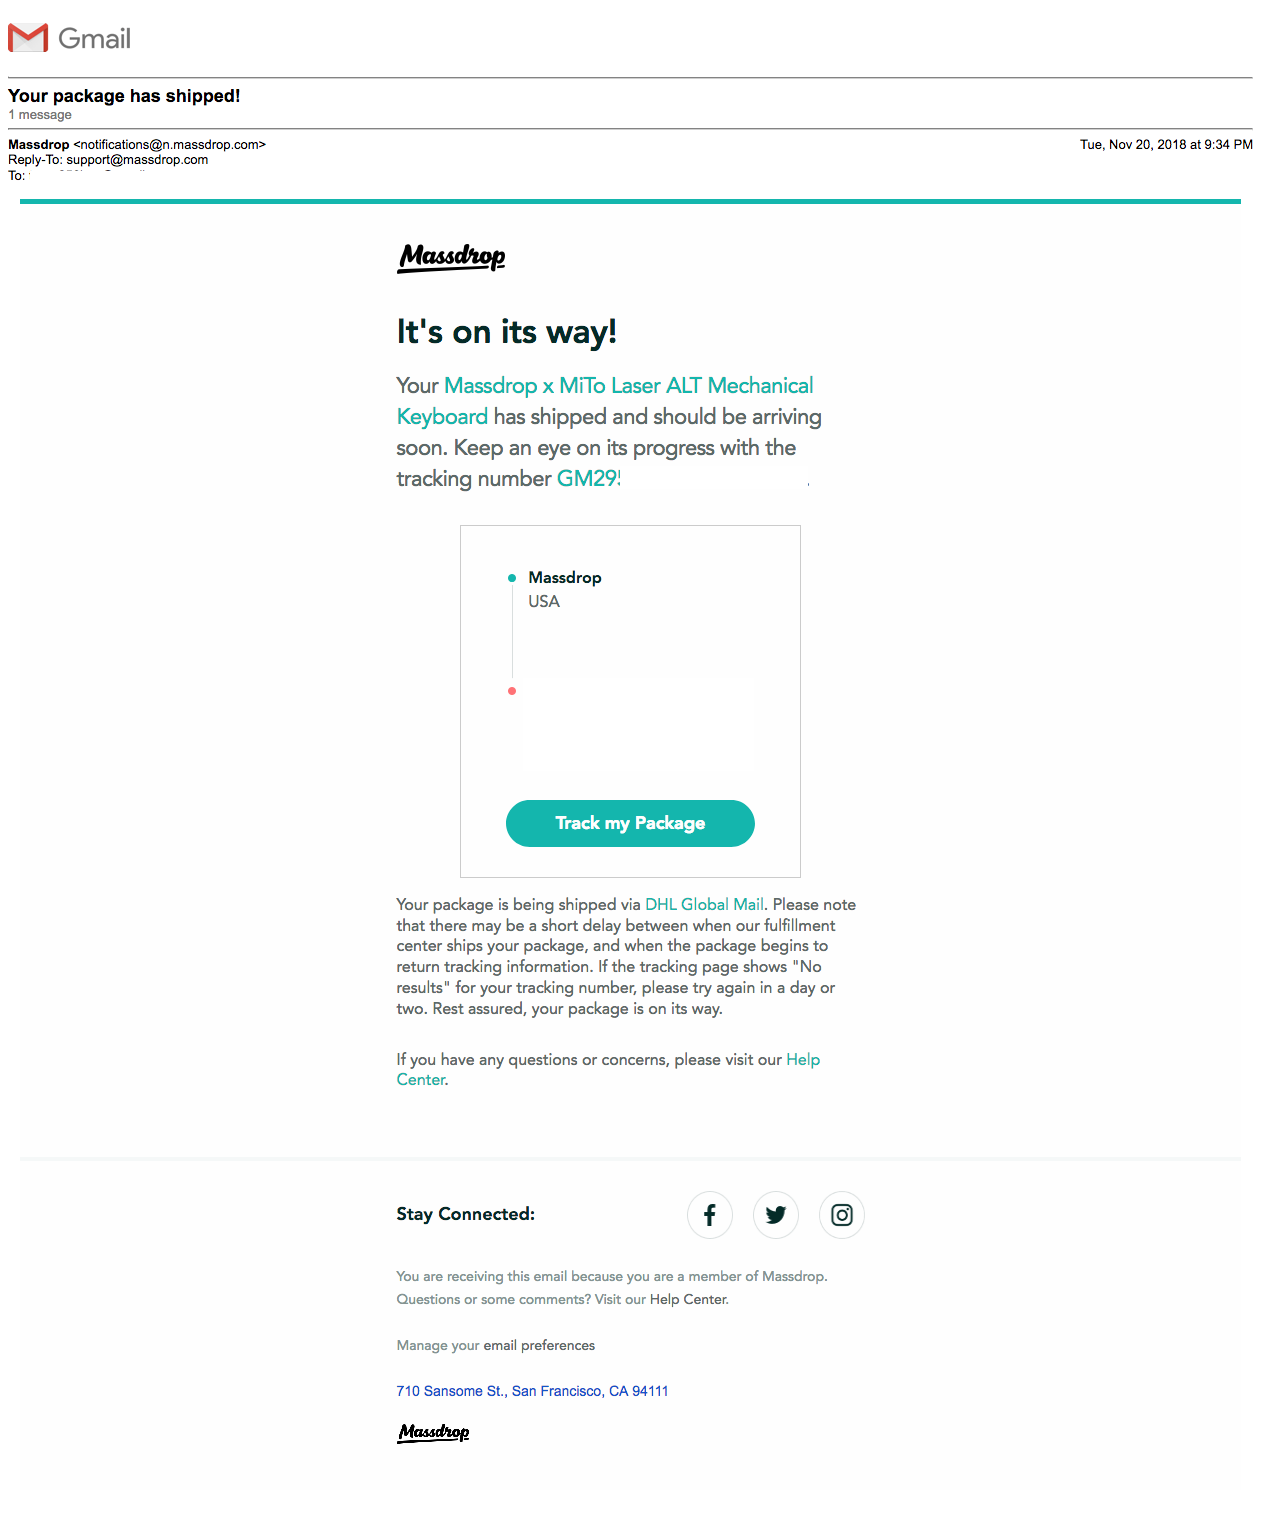 Gmail
Your package has shipped!
1 message
Massdrop <notifications@n.massdrop.com>
Tue, Nov 20, 2018 at 9:34 PM
Reply-To: support@massdrop.com
To:
Massdrop
It's on its way!
Your Massdrop x MiTo Laser ALT Mechanical
Keyboard has shipped and should be arriving
soon. Keep an eye on its progress with the
tracking number GM29 .
Massdrop
USA
Track my Package
Your package is being shipped via DHL Global Mail. Please note
that there may be a short delay between when our fulfillment
center ships your package, and when the package begins to
return tracking information. If the tracking page shows "No
results" for your tracking number, please try again in a day or
two. Rest assured, your package is on its way.
If you have any questions or concerns, please visit our Help
Center.
Stay Connected:
You are receiving this email because you are a member of Massdrop.
Questions or some comments? Visit our Help Center.
Manage your email preferences
710 Sansome St., San Francisco, CA 94111
Massdrop